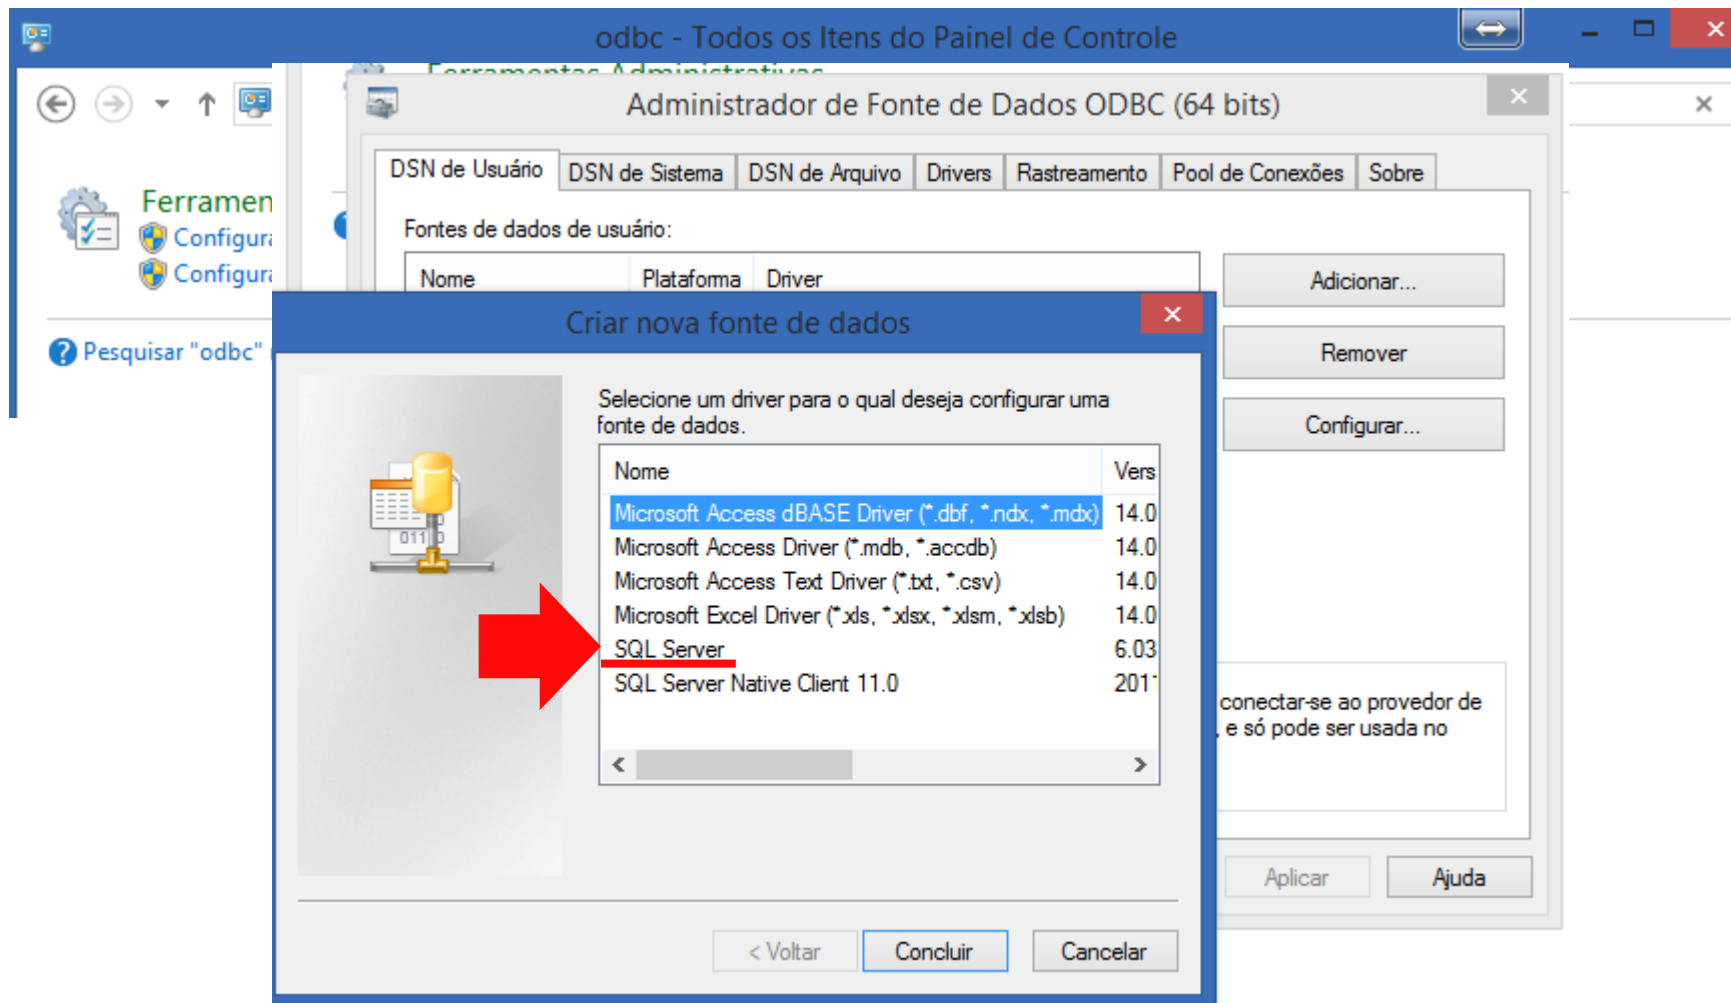 odbc - Todos os Itens do Painel de Controle
Ferramentas Administrativas
Administrador de Fonte de Dados ODBC (64 bits)
DSN de Usuário DSN de Sistema DSN de Arquivo Drivers Rastreamento Pool de Conexões Sobre
Ferramen
Configura
Configura
Pesquisar "odbc"
Fontes de dados de usuário:
Nome Plataforma Driver
Adicionar...
Remover
Configurar...
Criar nova fonte de dados
Selecione um driver para o qual deseja configurar uma
fonte de dados.
Nome Vers
Microsoft Access dBASE Driver (*.dbf, *.ndx, *.mdx) 14.0
Microsoft Access Driver (*.mdb, *.accdb) 14.0
Microsoft Access Text Driver (*.txt, *.csv) 14.0
Microsoft Excel Driver (*.xls, *.xlsx, *.xlsm, *.xlsb) 14.0
SQL Server 6.03
SQL Server Native Client 11.0 2011
conectar-se ao provedor de
, e só pode ser usada no
Aplicar Ajuda
< Voltar Concluir Cancelar